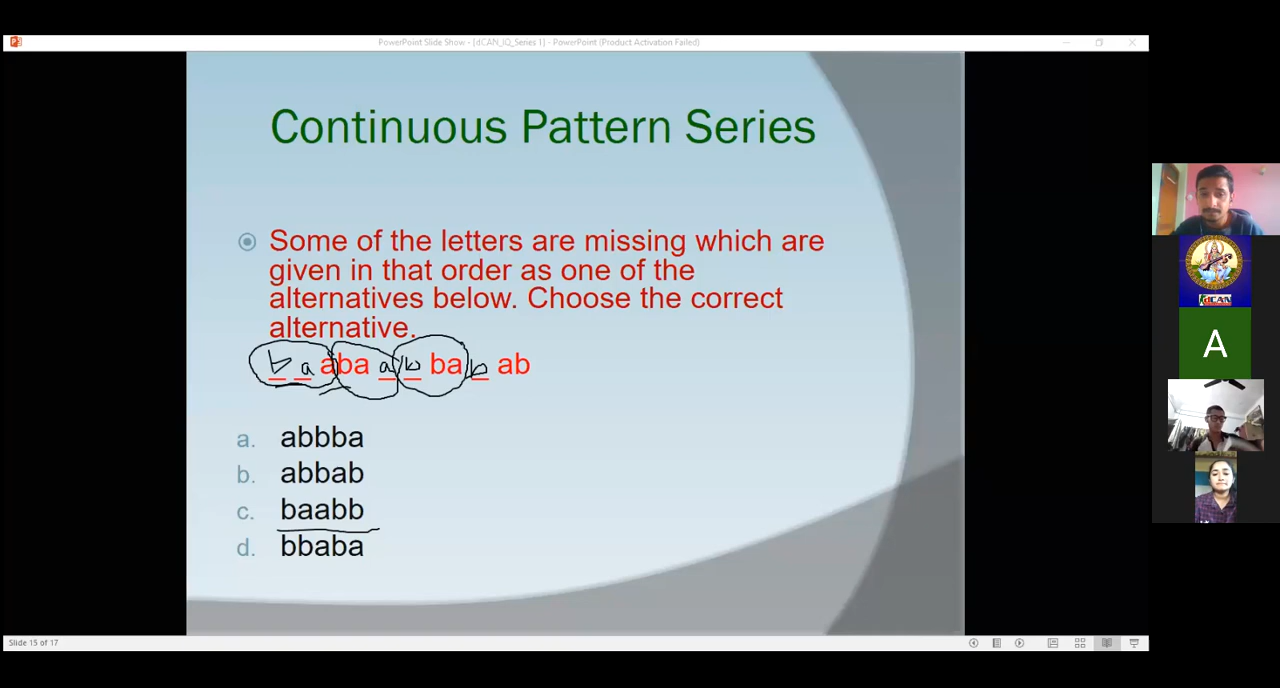 PowerPoint Slide Show - [dCAN_IQ_Series 1] - PowerPoint (Product Activation Failed)
Continuous Pattern Series
Some of the letters are missing which are
given in that order as one of the
alternatives below. Choose the correct
alternative.
b a aba a b ba b ab
a. abbba
b. abbab
c. baabb
d. bbaba
dCAN
A
Slide 15 of 17